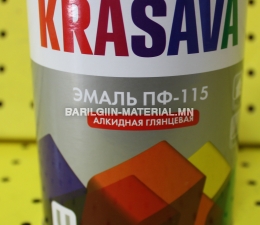 KRASAVA
ЭМАЛЬ ПФ-115
BARILGIIN-MATERIAL.MN
АЛКИДНАЯ ГЛЯНЦЕВАЯ